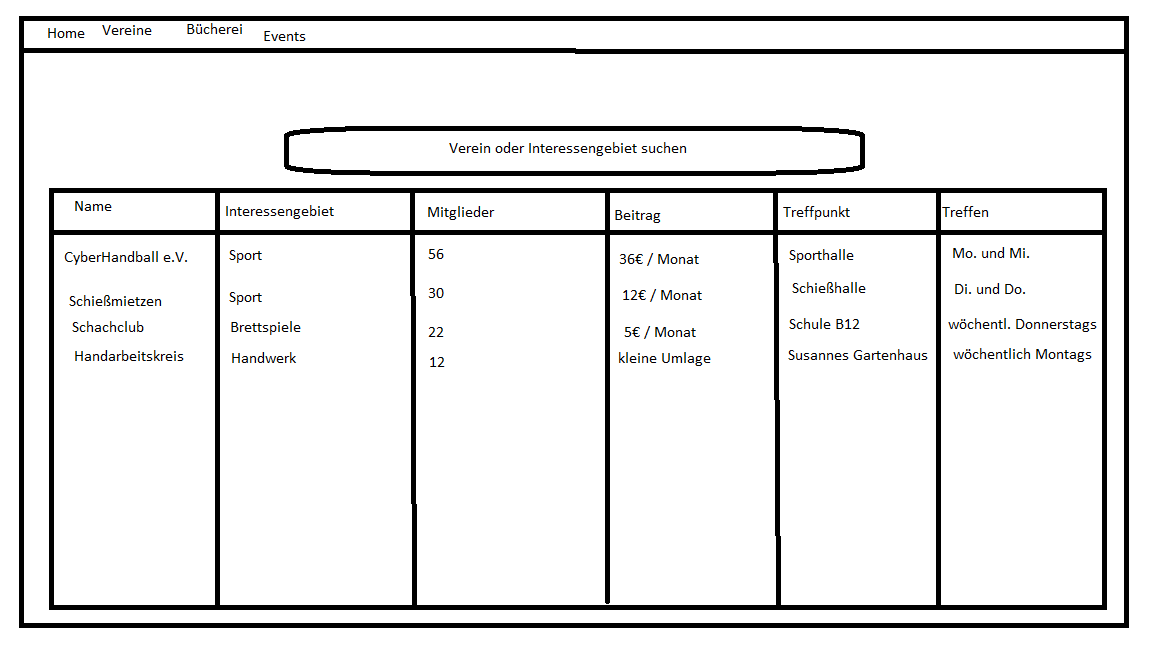 Home Vereine Bücherei Events
Verein oder Interessengebiet suchen
Name Interessengebiet Mitglieder Beitrag Treffpunkt Treffen
CyberHandball e.V. Sport 56 36€ / Monat Sporthalle Mo. und Mi.
Schießmietzen Sport 30 12€ / Monat Schießhalle Di. und Do.
Schachclub Brettspiele 22 5€ / Monat Schule B12 wöchentl. Donnerstags
Handarbeitskreis Handwerk 12 kleine Umlage Susannes Gartenhaus wöchentlich Montags